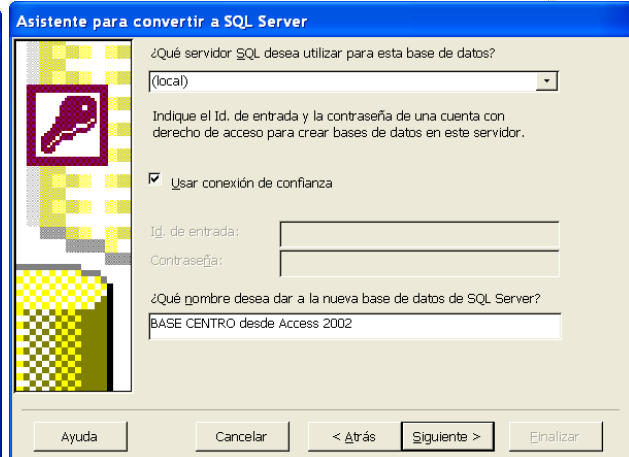 Asistente para convertir a SQL Server
¿Qué servidor SQL desea utilizar para esta base de datos?
(local)
Indique el Id. de entrada y la contraseña de una cuenta con
derecho de acceso para crear bases de datos en este servidor.
Usar conexión de confianza
Id. de entrada:
Contraseña:
¿Qué nombre desea dar a la nueva base de datos de SQL Server?
BASE CENTRO desde Access 2002
Ayuda Cancelar < Atrás Siguiente > Finalizar